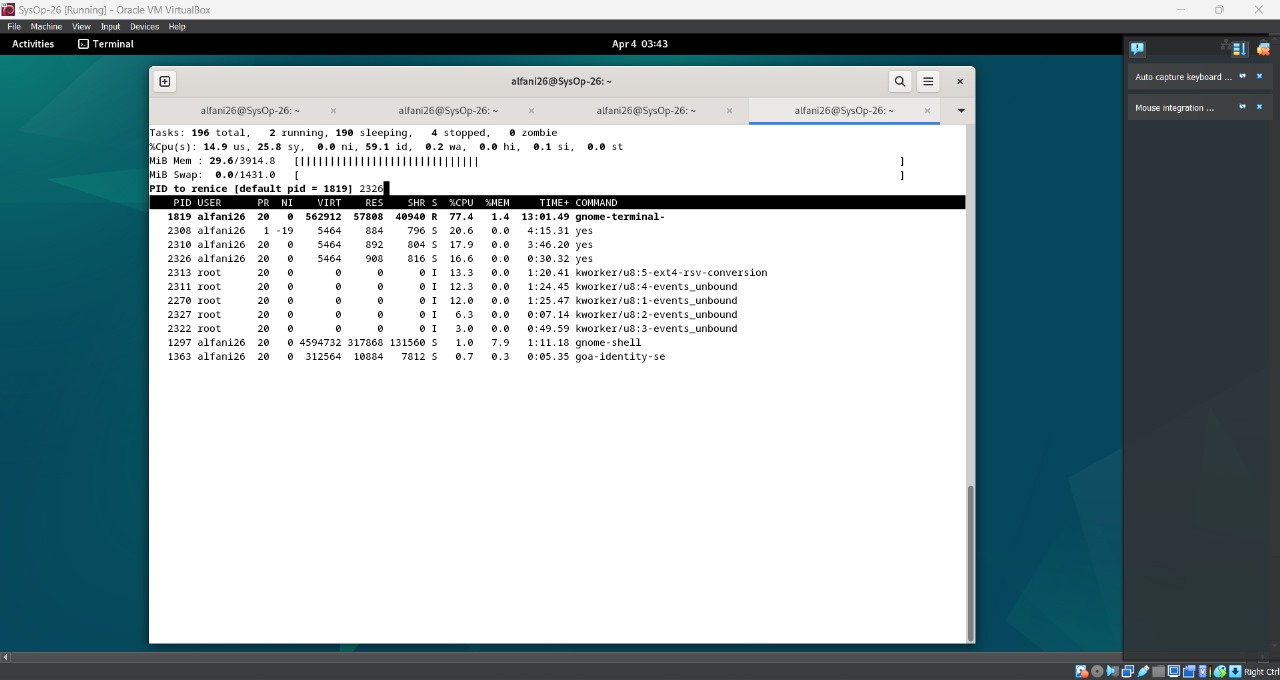 SysOp-26 [Running] - Oracle VM VirtualBox
File Machine View Input Devices Help
Activities Terminal Apr 4 03:43
alfani26@SysOp-26: ~
alfani26@SysOp-26: ~ × alfani26@SysOp-26: ~ × alfani26@SysOp-26: ~ × alfani26@SysOp-26: ~ ×
Tasks: 196 total, 2 running, 190 sleeping, 4 stopped, 0 zombie
%Cpu(s): 14.9 us, 25.8 sy, 0.0 ni, 59.1 id, 0.2 wa, 0.0 hi, 0.1 si, 0.0 st
MiB Mem : 29.6/3914.8 [||||||||||||||||||||||||||||||| ]
MiB Swap: 0.0/1431.0 [ ]
PID to renice [default pid = 1819] 2326
PID USER PR NI VIRT RES SHR S %CPU %MEM TIME+ COMMAND
1819 alfani26 20 0 562912 57808 40940 R 77.4 1.4 13:01.49 gnome-terminal-
2308 alfani26 1 -19 5464 884 796 S 20.6 0.0 4:15.31 yes
2310 alfani26 20 0 5464 892 804 S 17.9 0.0 3:46.20 yes
2326 alfani26 20 0 5464 908 816 S 16.6 0.0 0:30.32 yes
2313 root 20 0 0 0 0 I 13.3 0.0 1:20.41 kworker/u8:5-ext4-rsv-conversion
2311 root 20 0 0 0 0 I 12.3 0.0 1:24.45 kworker/u8:4-events_unbound
2270 root 20 0 0 0 0 I 12.0 0.0 1:25.47 kworker/u8:1-events_unbound
2327 root 20 0 0 0 0 I 6.3 0.0 0:07.14 kworker/u8:2-events_unbound
2322 root 20 0 0 0 0 I 3.0 0.0 0:49.59 kworker/u8:3-events_unbound
1297 alfani26 20 0 4594732 317868 131560 S 1.0 7.9 1:11.18 gnome-shell
1363 alfani26 20 0 312564 10884 7812 S 0.7 0.3 0:05.35 goa-identity-se
Auto capture keyboard ...
Mouse integration ...
Right Ctrl